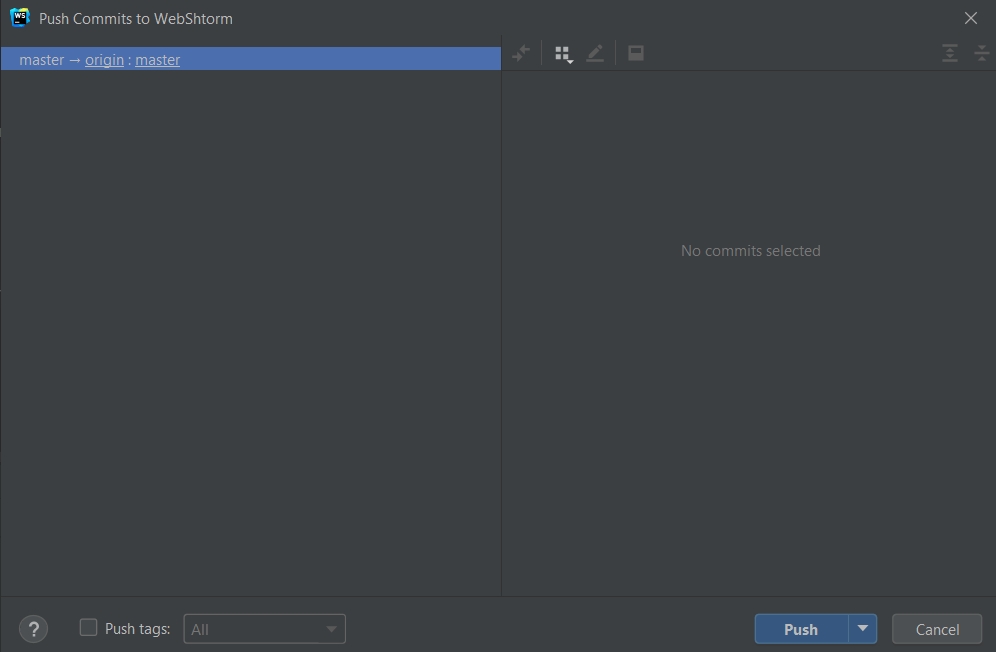 WS
Push Commits to WebShtorm
master → origin : master
No commits selected
?
Push tags:
All
Push
Cancel